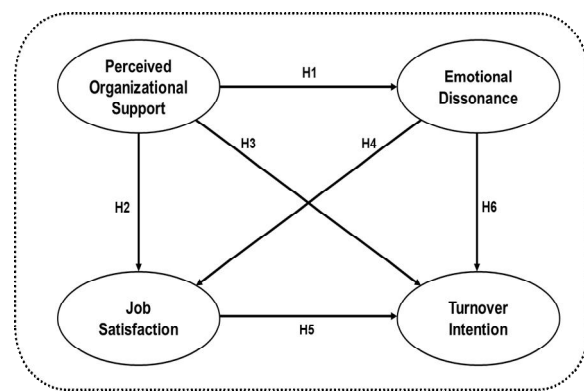 Perceived
Organizational
Support
H1
Emotional
Dissonance
H3
H4
H2
H6
Job
Satisfaction
H5
Turnover
Intention